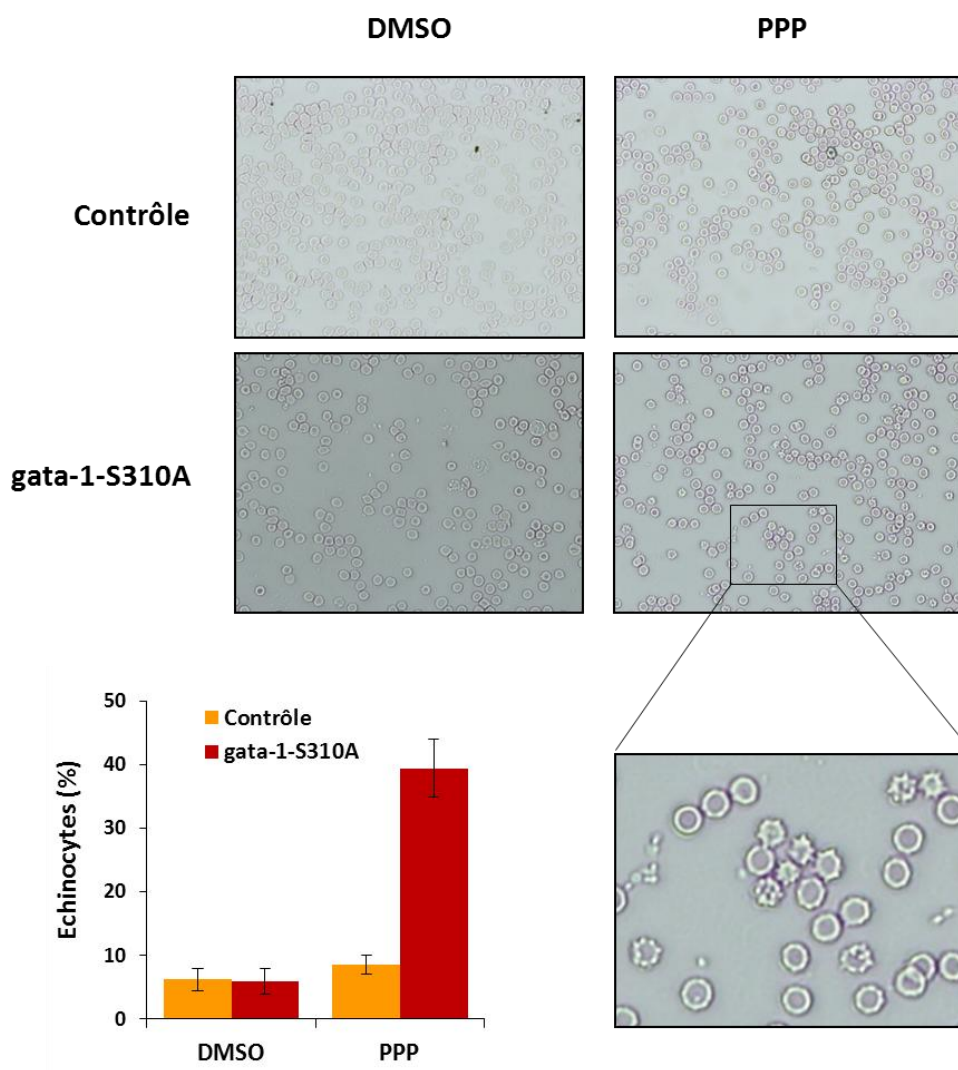 DMSO PPP
Contrôle
gata-1-S310A
50
40
30
20
10
0
Echinocytes (%)
Contrôle
gata-1-S310A
DMSO PPP